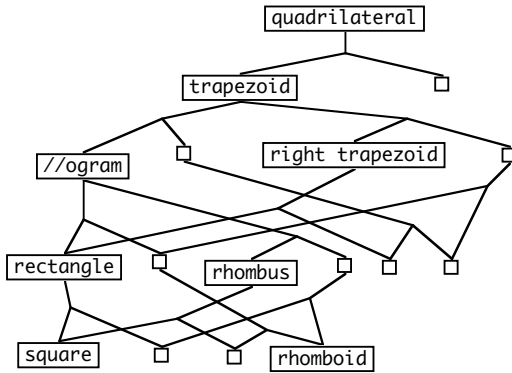 quadrilateral
trapezoid
//ogram
right trapezoid
rectangle
rhombus
square
rhomboid